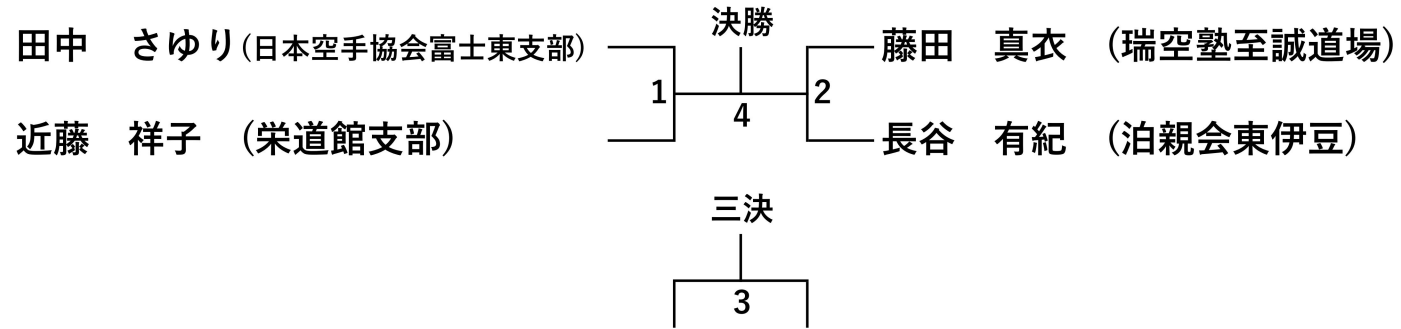 決勝
田中　さゆり(日本空手協会富士東支部)
藤田　真衣　(瑞空塾至誠道場)
1
2
4
近藤　祥子　(栄道館支部)
長谷　有紀　(泊親会東伊豆)
三決
3